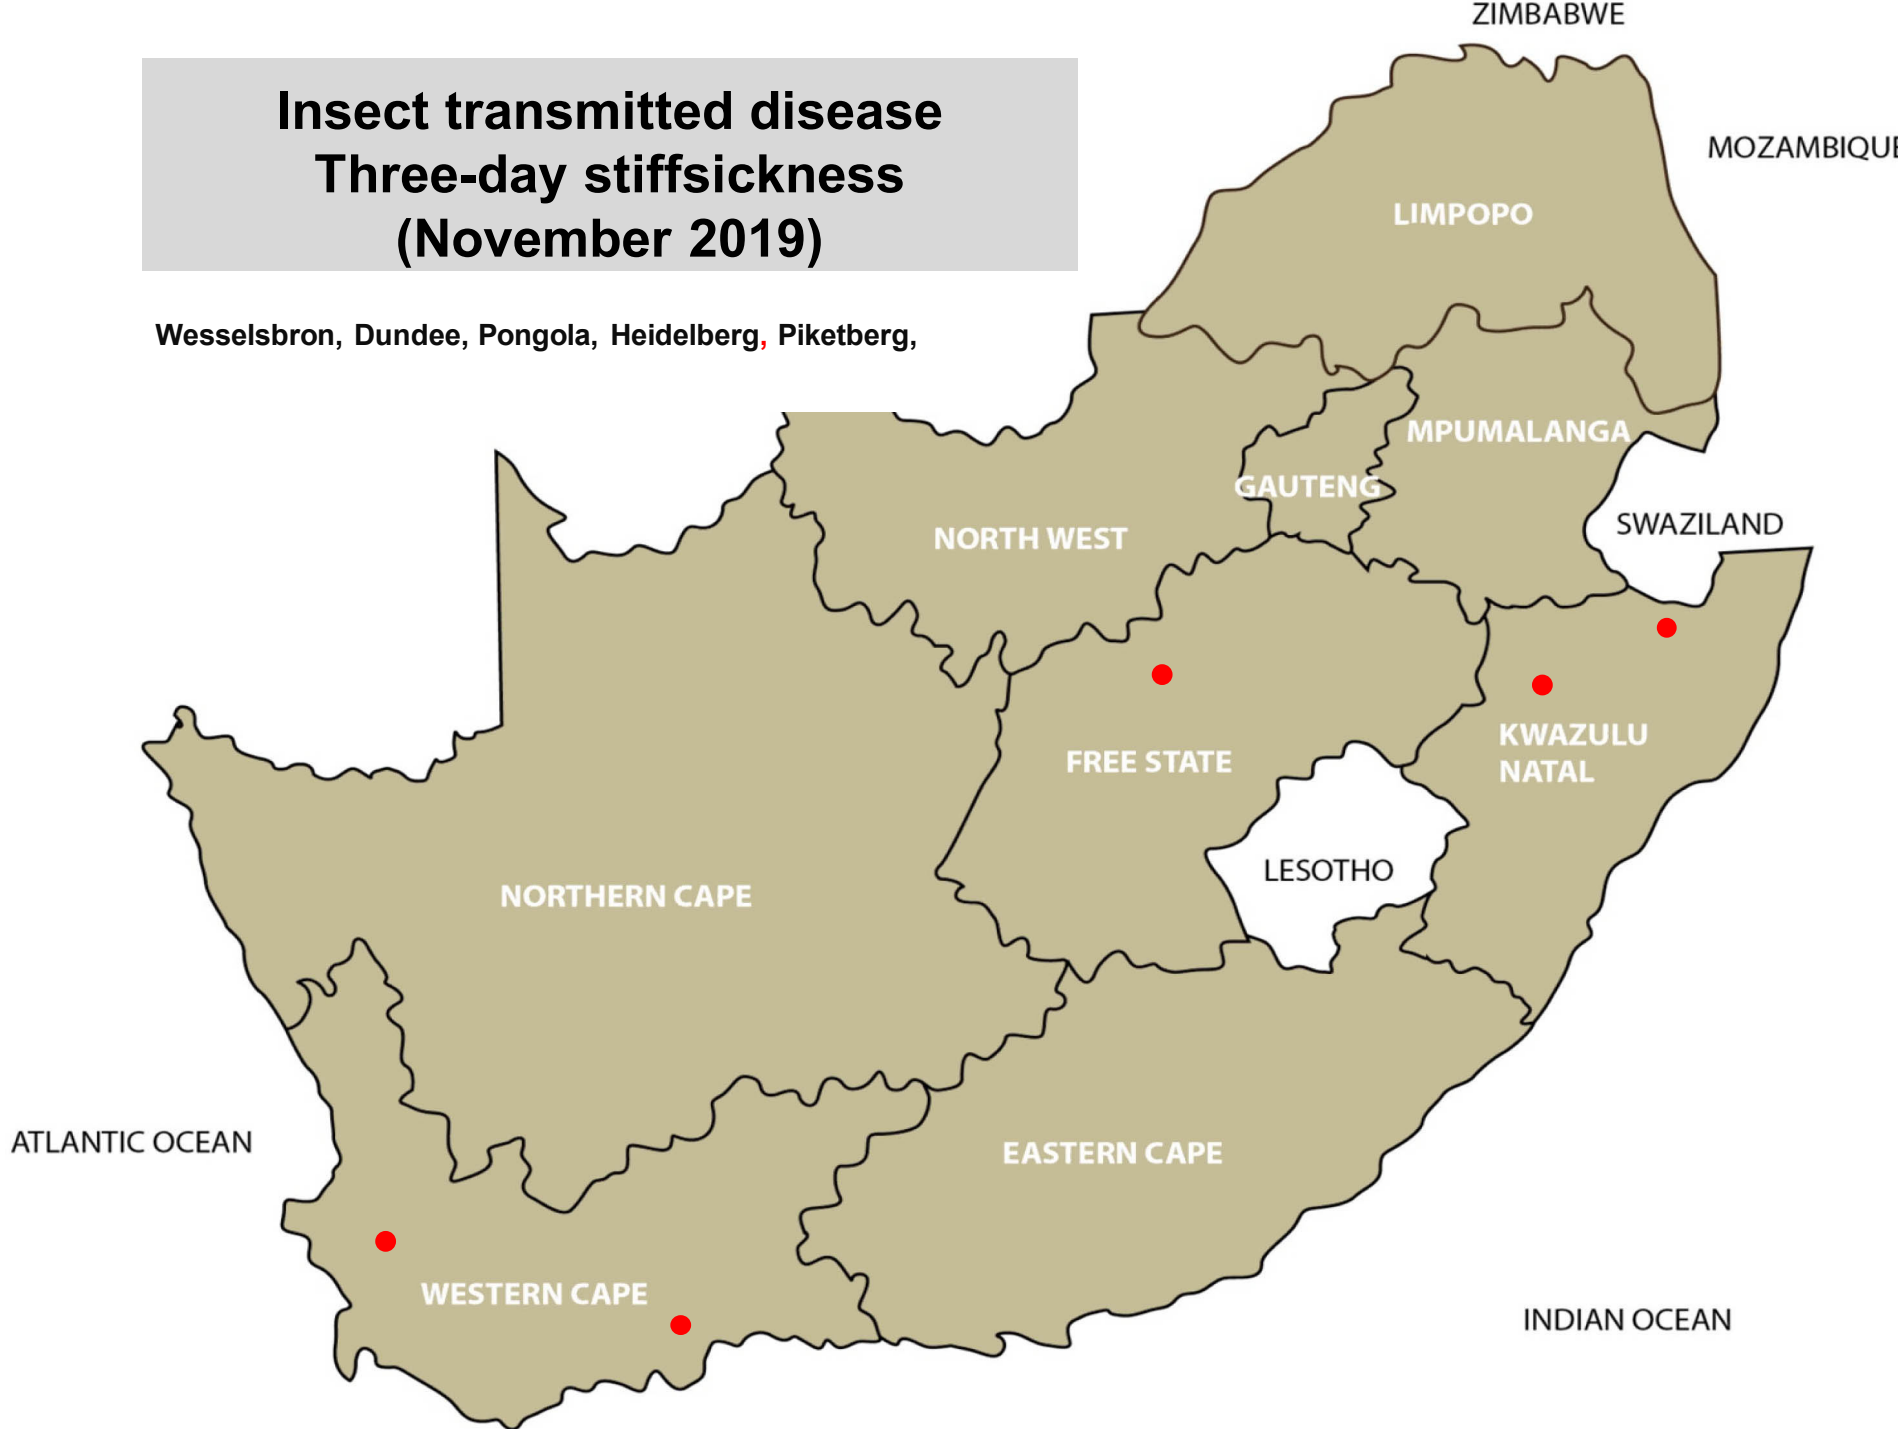 ZIMBABWE
Insect transmitted disease
Three-day stiffsickness
(November 2019)
MOZAMBIQUE
LIMPOPO
Wesselsbron, Dundee, Pongola, Heidelberg, Piketberg,
MPUMALANGA
GAUTENG
SWAZILAND
NORTH WEST
KWAZULU
NATAL
FREE STATE
LESOTHO
NORTHERN CAPE
ATLANTIC OCEAN
EASTERN CAPE
WESTERN CAPE
INDIAN OCEAN